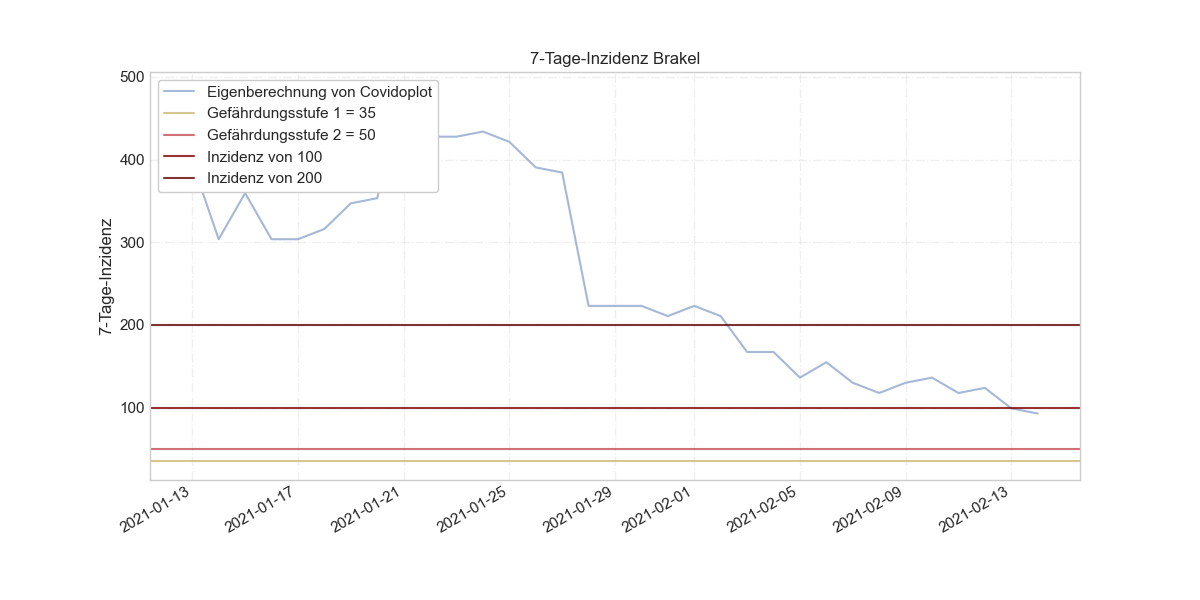 7-Tage-Inzidenz Brakel
500
400
300
200
100
7-Tage-Inzidenz
Eigenberechnung von Covidoplot
Gefährdungsstufe 1 = 35
Gefährdungsstufe 2 = 50
Inzidenz von 100
Inzidenz von 200
2021-01-13
2021-01-17
2021-01-21
2021-01-25
2021-01-29
2021-02-01
2021-02-05
2021-02-09
2021-02-13